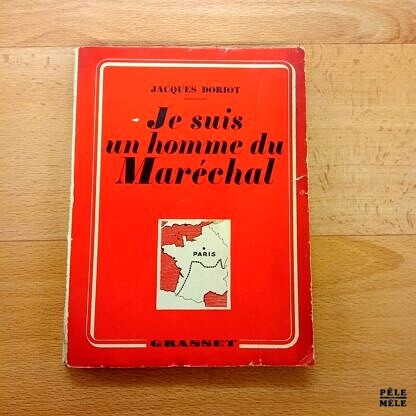 JACQUES DORIOT
Je suis
un homme du
Maréchal
PARIS
GRASSET
PÊLE
MÊLE